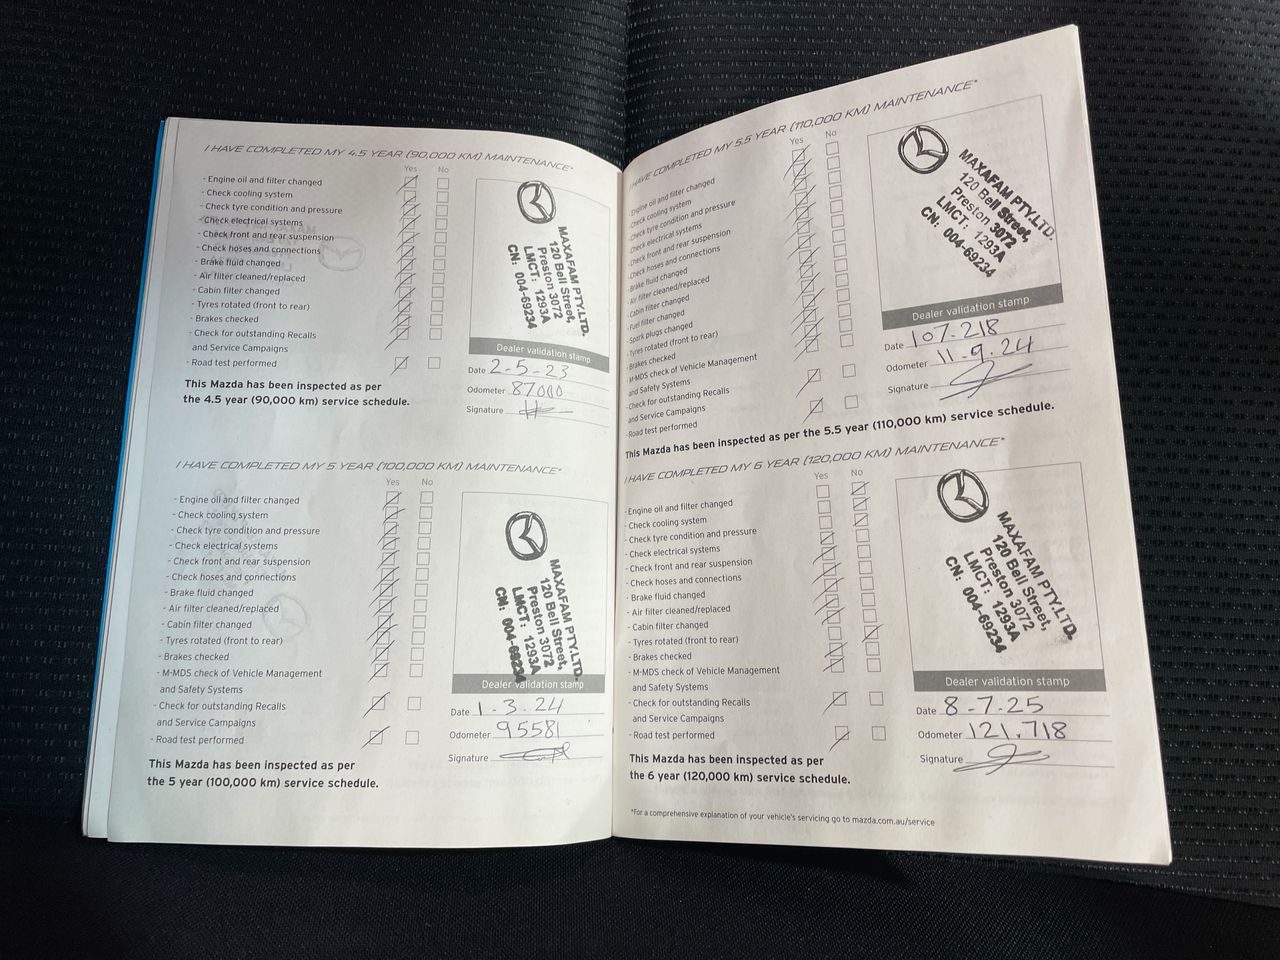 I HAVE COMPLETED MY 4.5 YEAR (90,000 KM) MAINTENANCE*
Yes No
- Engine oil and filter changed
- Check cooling system
- Check tyre condition and pressure
- Check electrical systems
- Check front and rear suspension
- Check hoses and connections
- Brake fluid changed
- Air filter cleaned/replaced
- Cabin filter changed
- Tyres rotated (front to rear)
- Brakes checked
- Check for outstanding Recalls
and Service Campaigns
- Road test performed
This Mazda has been inspected as per
the 4.5 year (90,000 km) service schedule.
MAXAFAM PTY.LTD.
120 Bell Street,
Preston 3072
LMCT: 1293A
CN: 004-69234
Dealer validation stamp
Date 2-5-23
Odometer 87000
Signature
I HAVE COMPLETED MY 5 YEAR (100,000 KM) MAINTENANCE*
Yes No
- Engine oil and filter changed
- Check cooling system
- Check tyre condition and pressure
- Check electrical systems
- Check front and rear suspension
- Check hoses and connections
- Brake fluid changed
- Air filter cleaned/replaced
- Cabin filter changed
- Tyres rotated (front to rear)
- Brakes checked
- M-MDS check of Vehicle Management
and Safety Systems
- Check for outstanding Recalls
and Service Campaigns
- Road test performed
This Mazda has been inspected as per
the 5 year (100,000 km) service schedule.
MAXAFAM PTY.LTD.
120 Bell Street,
Preston 3072
LMCT: 1293A
CN: 004-69234
Dealer validation stamp
Date 1.3.24
Odometer 95581
Signature
I HAVE COMPLETED MY 5.5 YEAR (110,000 KM) MAINTENANCE*
Yes No
- Engine oil and filter changed
- Check cooling system
- Check tyre condition and pressure
- Check electrical systems
- Check front and rear suspension
- Check hoses and connections
- Brake fluid changed
- Air filter cleaned/replaced
- Cabin filter changed
- Fuel filter changed
- Spark plugs changed
- Tyres rotated (front to rear)
- Brakes checked
- M-MDS check of Vehicle Management
and Safety Systems
- Check for outstanding Recalls
and Service Campaigns
- Road test performed
This Mazda has been inspected as per the 5.5 year (110,000 km) service schedule.
MAXAFAM PTY.LTD.
120 Bell Street,
Preston 3072
LMCT: 1293A
CN: 004-69234
Dealer validation stamp
Date 107.218
Odometer 11.9.24
Signature
I HAVE COMPLETED MY 6 YEAR (120,000 KM) MAINTENANCE*
Yes No
- Engine oil and filter changed
- Check cooling system
- Check tyre condition and pressure
- Check electrical systems
- Check front and rear suspension
- Check hoses and connections
- Brake fluid changed
- Air filter cleaned/replaced
- Cabin filter changed
- Tyres rotated (front to rear)
- Brakes checked
- M-MDS check of Vehicle Management
and Safety Systems
- Check for outstanding Recalls
and Service Campaigns
- Road test performed
This Mazda has been inspected as per
the 6 year (120,000 km) service schedule.
MAXAFAM PTY.LTD.
120 Bell Street,
Preston 3072
LMCT: 1293A
CN: 004-69234
Dealer validation stamp
Date 8-7-25
Odometer 121.718
Signature
*For a comprehensive explanation of your vehicle's servicing go to mazda.com.au/service